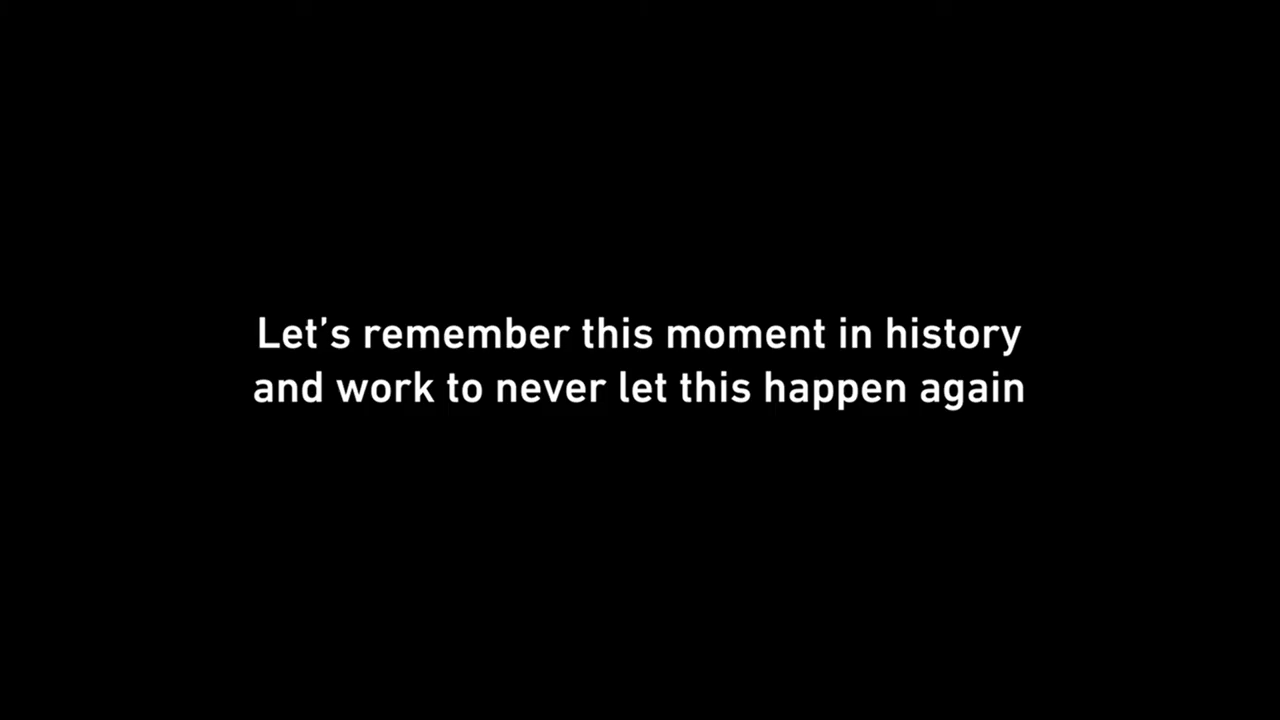 Let’s remember this moment in history
and work to never let this happen again